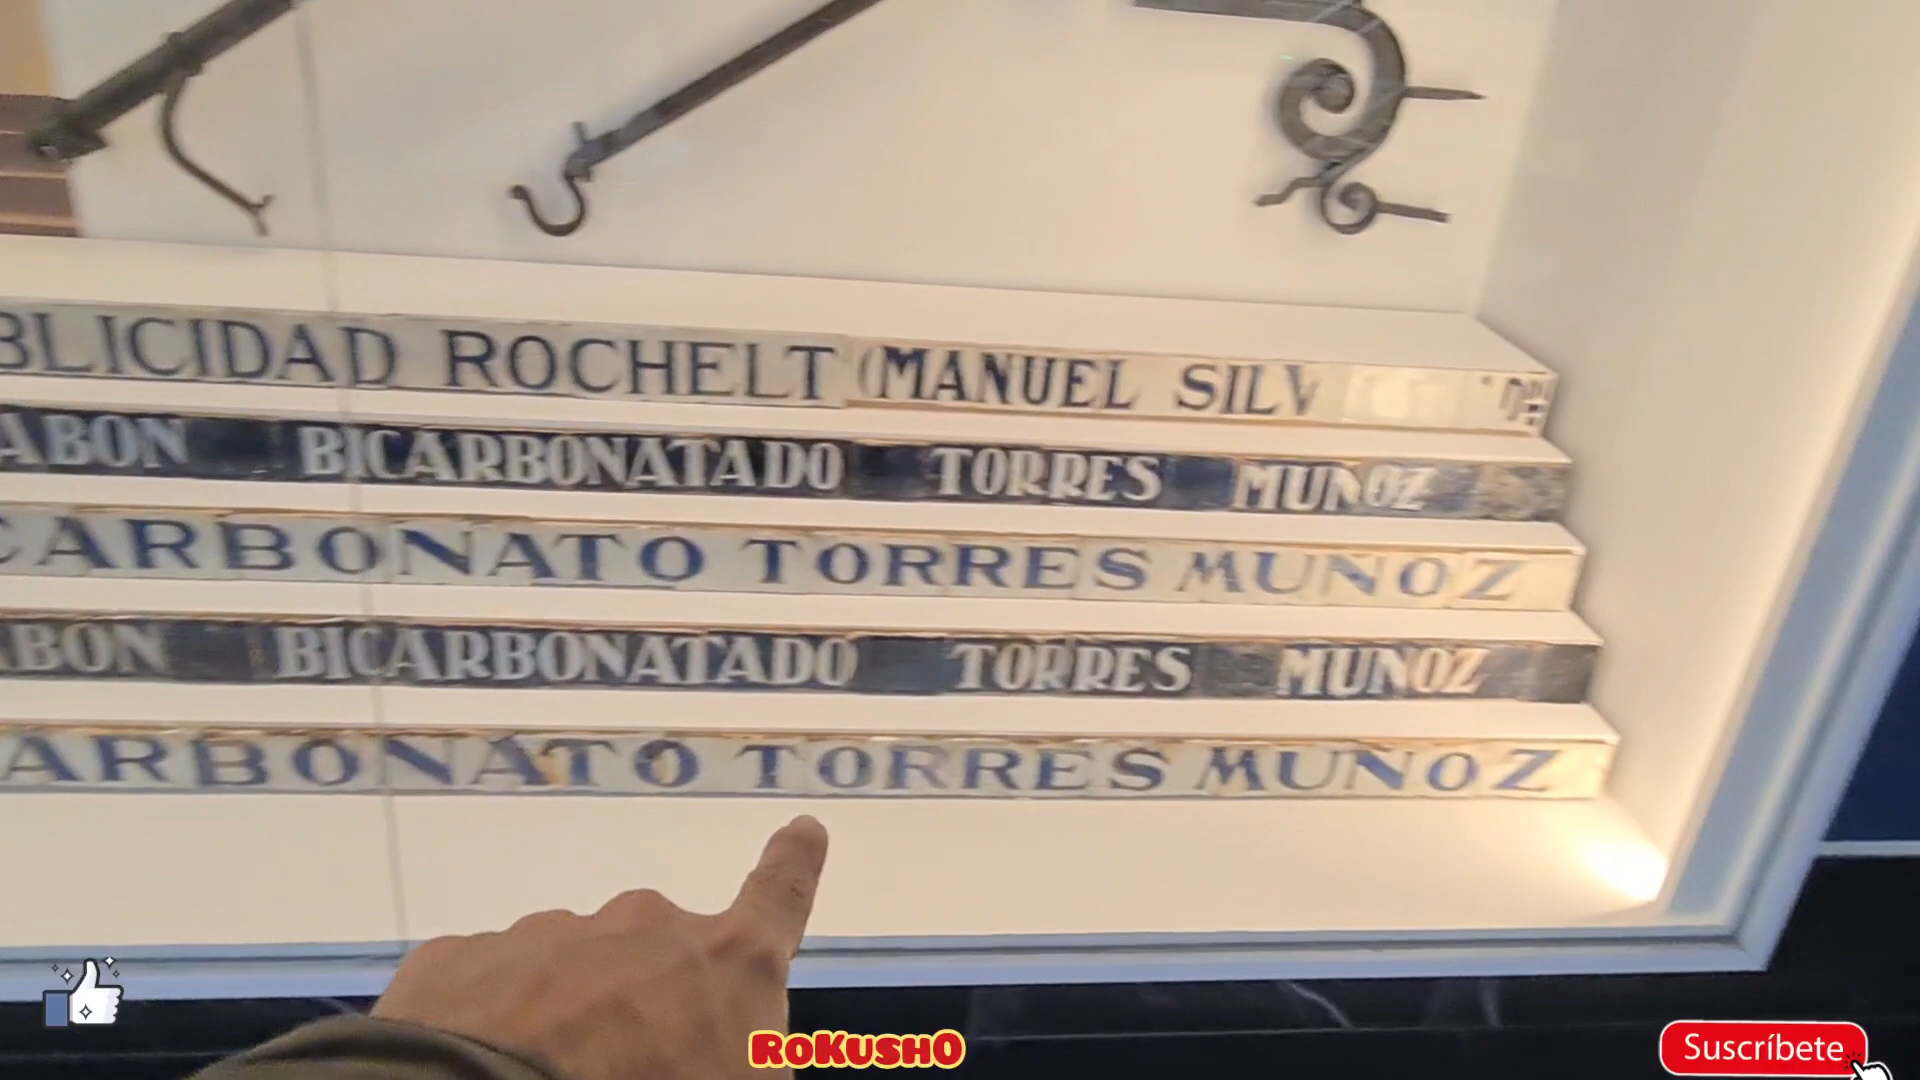 BLICIDAD ROCHELT (MANUEL SILV
ABON BICARBONATADO TORRES MUNOZ
CARBONATO TORRES MUNOZ
ABON BICARBONATADO TORRES MUNOZ
ARBONATO TORRES MUNOZ
RoKushO
Suscríbete